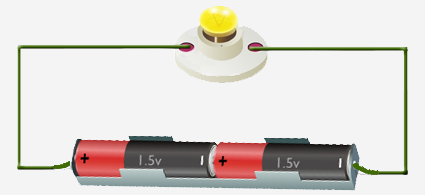 + 1.5v – + 1.5v –